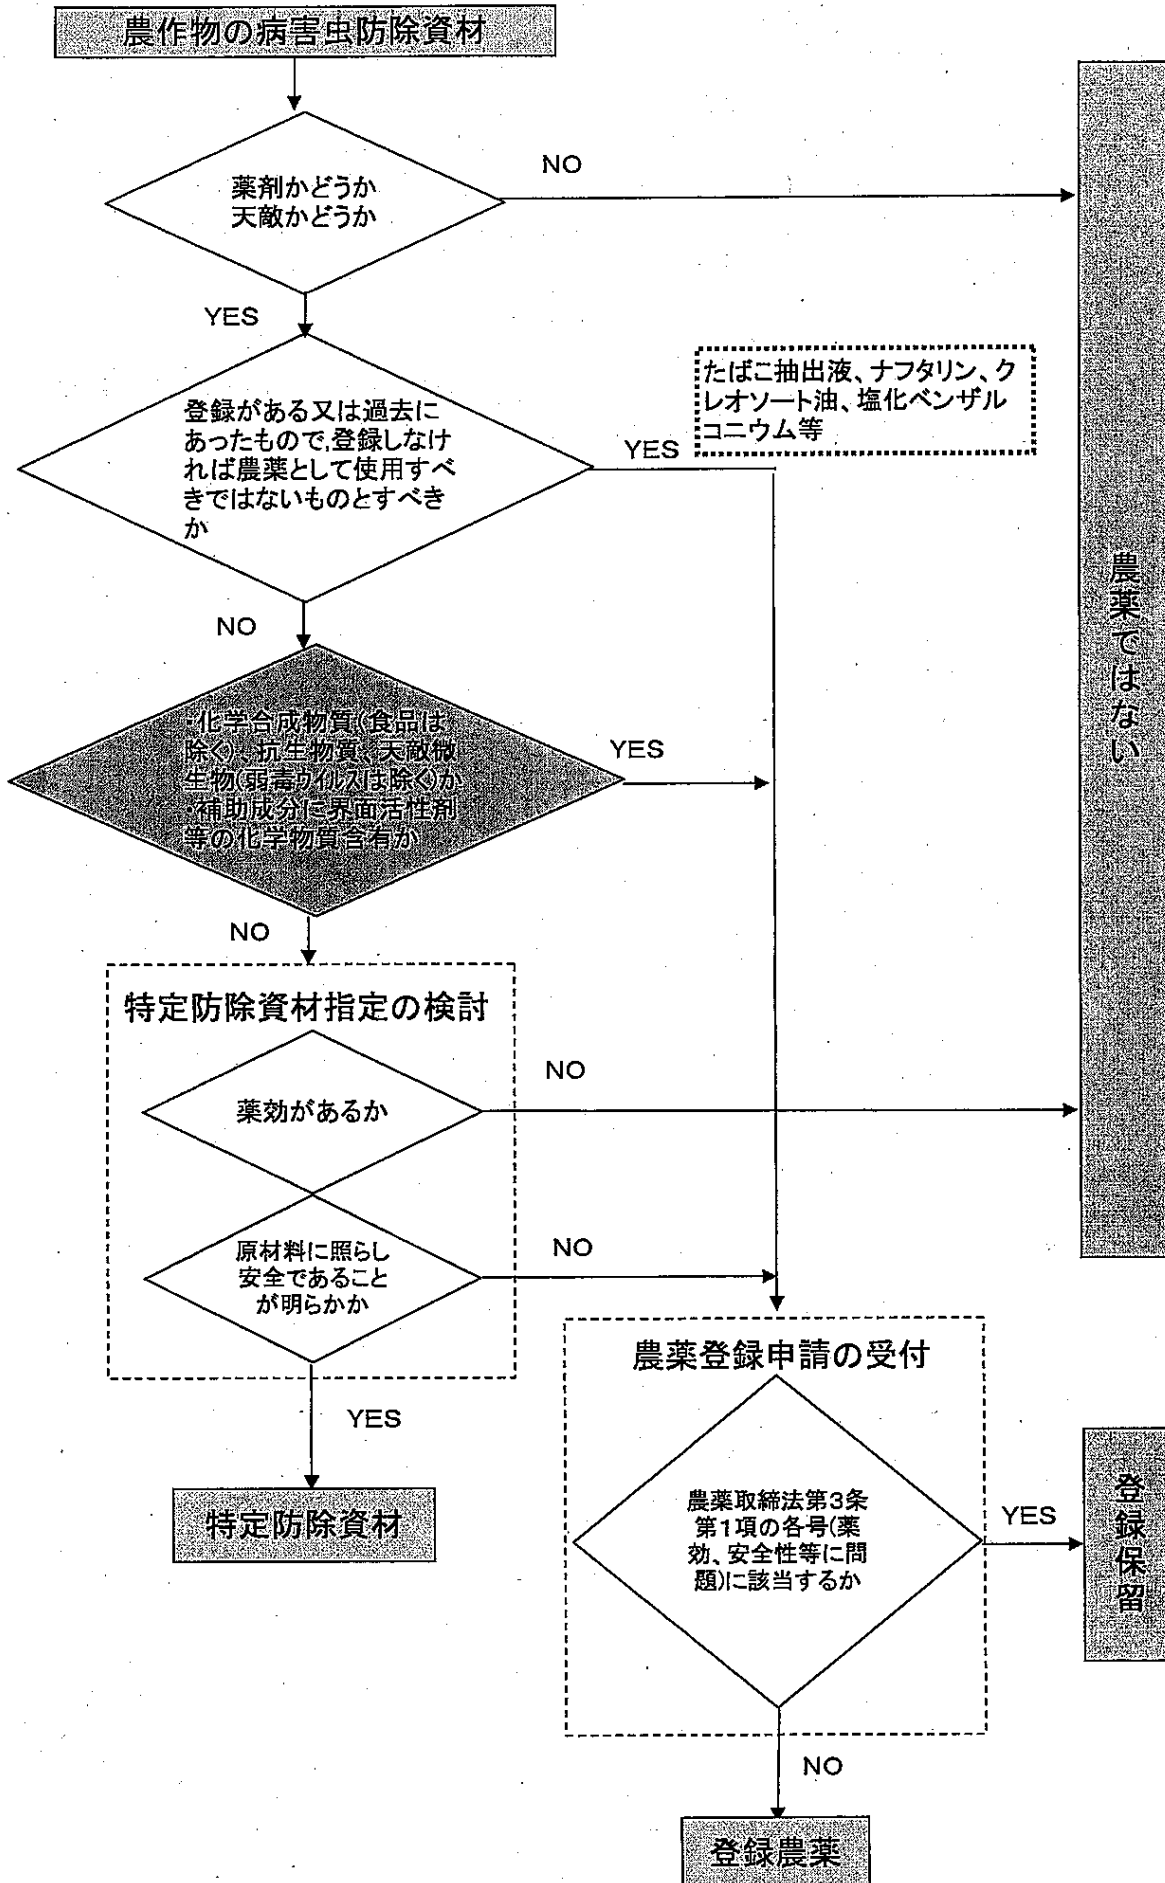 農作物の病害虫防除資材
薬剤かどうか
天敵かどうか
NO
YES
登録がある又は過去に
あったもので,登録しなけ
れば農薬として使用すべ
きではないものとすべき
か
YES
たばこ抽出液、ナフタリン、ク
レオソート油、塩化ベンザル
コニウム等
NO
・化学合成物質(食品は
除く)、抗生物質、天敵微
生物(弱毒ウイルスは除く)か
・補助成分に界面活性剤
等の化学物質含有か
YES
NO
特定防除資材指定の検討
薬効があるか
NO
原材料に照らし
安全であること
が明らかか
NO
YES
特定防除資材
農薬ではない
農薬登録申請の受付
農薬取締法第3条
第1項の各号(薬
効、安全性等に問
題)に該当するか
YES
登録保留
NO
登録農薬